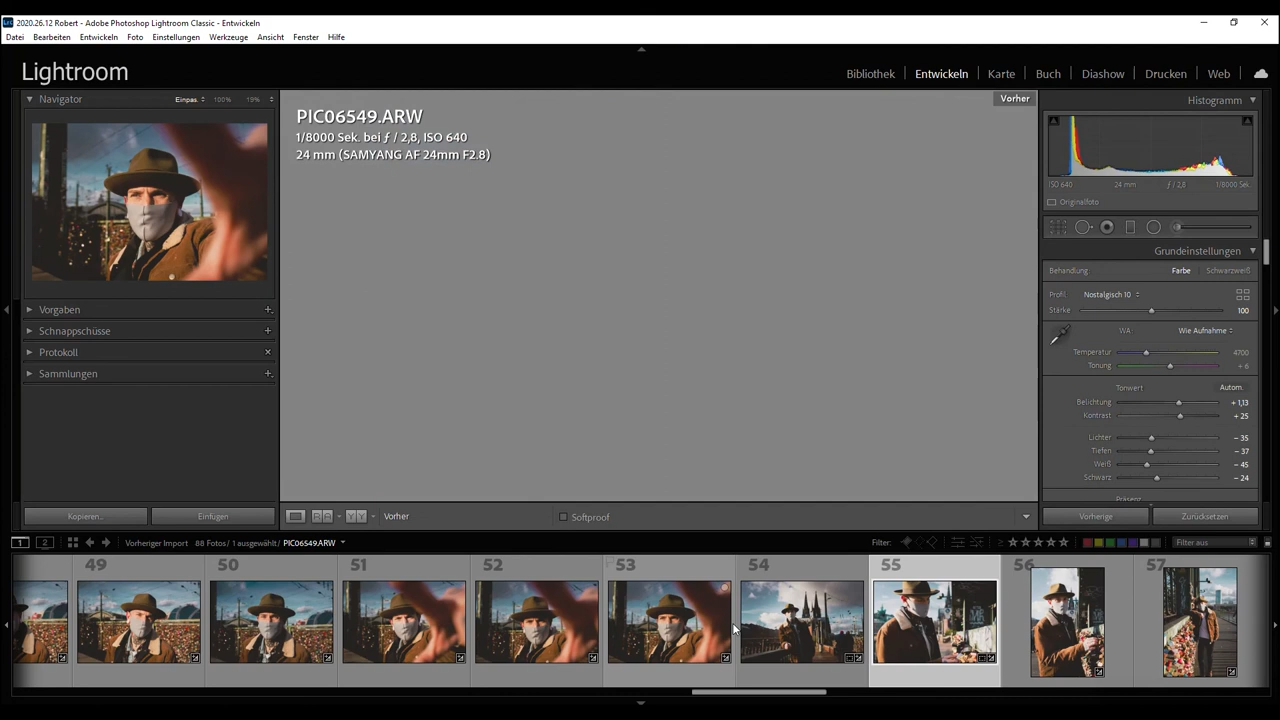 2020.26.12 Robert - Adobe Photoshop Lightroom Classic - Entwickeln
Datei Bearbeiten Entwickeln Foto Einstellungen Werkzeuge Ansicht Fenster Hilfe
Lightroom
Bibliothek | Entwickeln | Karte | Buch | Diashow | Drucken | Web
Navigator Einpas. 100% 19%
Vorgaben
Schnappschüsse
Protokoll
Sammlungen
Kopieren... Einfügen
PIC06549.ARW
1/8000 Sek. bei ƒ / 2,8, ISO 640
24 mm (SAMYANG AF 24mm F2.8)
Vorher
Vorher Softproof
Histogramm
ISO 640 24 mm ƒ / 2,8 1/8000 Sek.
Originalfoto
Grundeinstellungen
Behandlung: Farbe Schwarzweiß
Profil: Nostalgisch 10
Stärke 100
WA: Wie Aufnahme
Temperatur 4700
Tönung + 6
Tonwert Autom.
Belichtung + 1,13
Kontrast + 25
Lichter − 35
Tiefen − 37
Weiß − 45
Schwarz − 24
Präsenz
Vorherige Zurücksetzen
1 2 Vorheriger Import 88 Fotos / 1 ausgewählt / PIC06549.ARW Filter: Filter aus
49 50 51 52 53 54 55 56 57